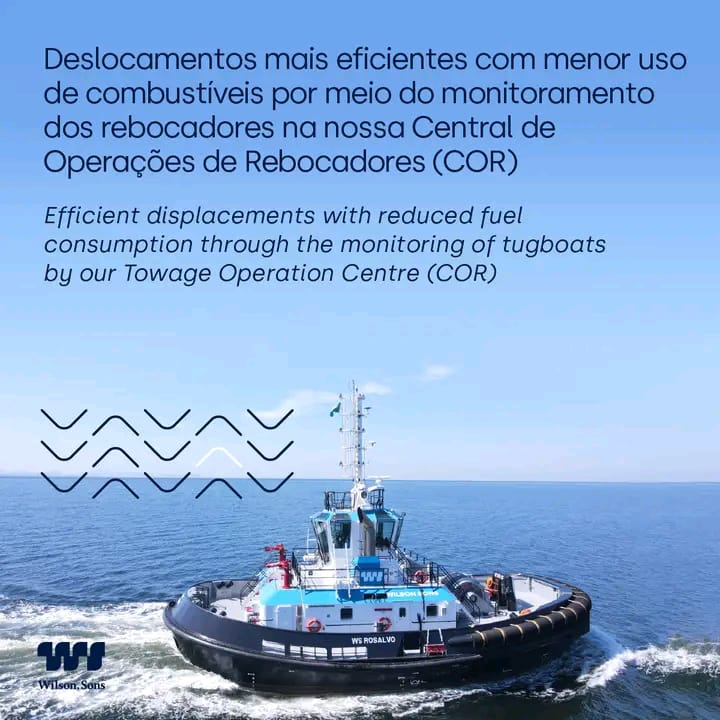 Deslocamentos mais eficientes com menor uso
de combustíveis por meio do monitoramento
dos rebocadores na nossa Central de
Operações de Rebocadores (COR)
Efficient displacements with reduced fuel
consumption through the monitoring of tugboats
by our Towage Operation Centre (COR)
WS
WILSON SONS
WS ROSALVO
WS
Wilson, Sons